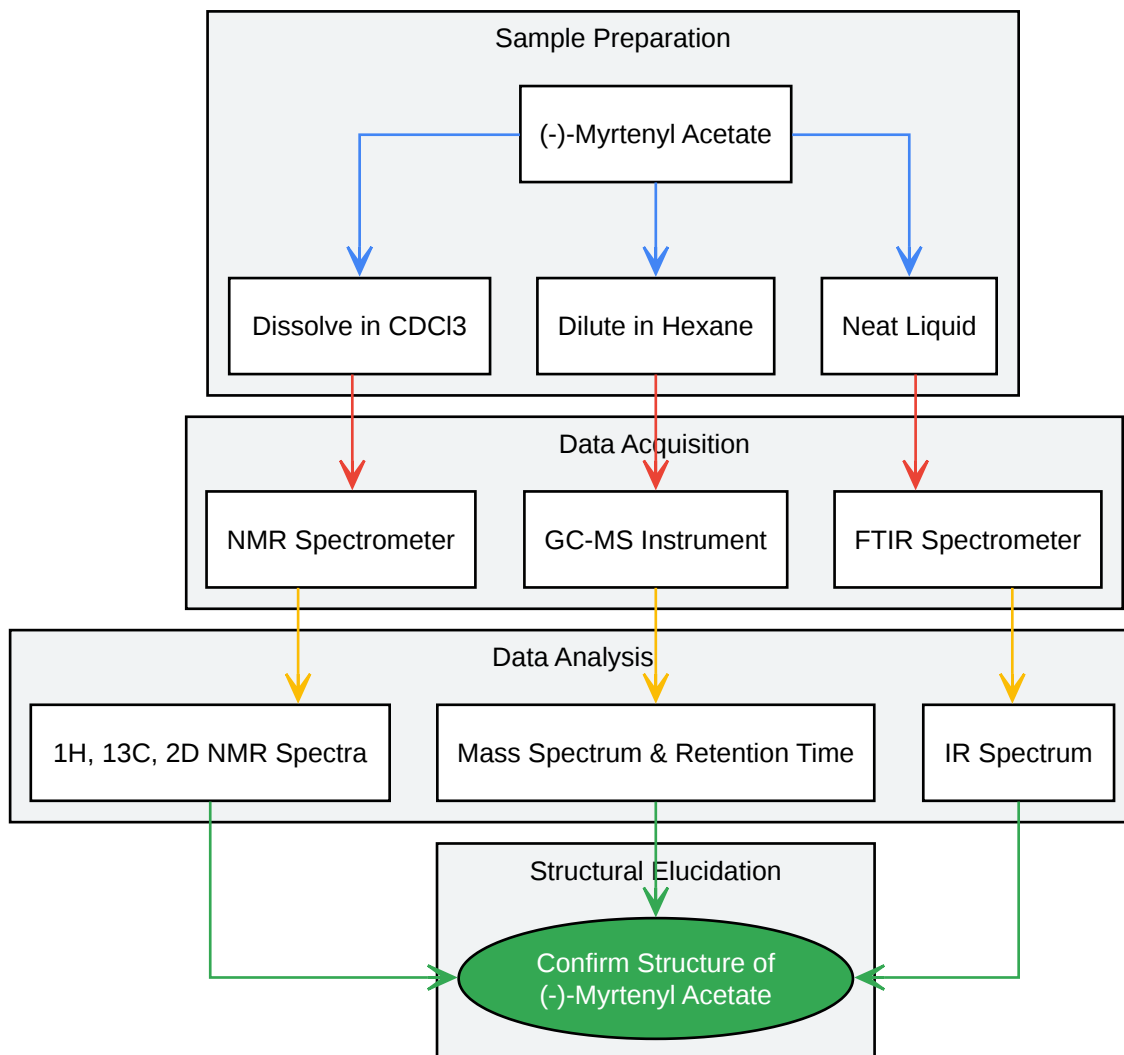 Sample Preparation
(-)-Myrtenyl Acetate
Dissolve in CDCl3
Dilute in Hexane
Neat Liquid
Data Acquisition
NMR Spectrometer
GC-MS Instrument
FTIR Spectrometer
Data Analysis
1H, 13C, 2D NMR Spectra
Mass Spectrum & Retention Time
IR Spectrum
Structural Elucidation
Confirm Structure of
(-)-Myrtenyl Acetate